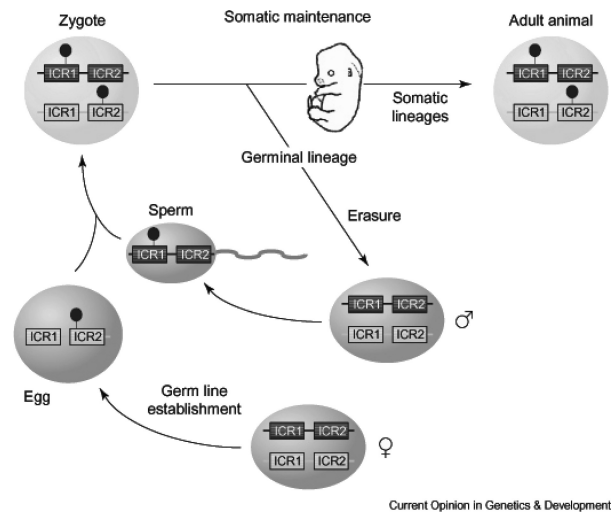 Zygote
Somatic maintenance
Adult animal
ICR1 ICR2
ICR1 ICR2
ICR1 ICR2
ICR1 ICR2
Somatic
lineages
Germinal lineage
Erasure
Sperm
ICR1 ICR2
ICR1 ICR2
ICR1 ICR2
♂
ICR1 ICR2
Egg
Germ line
establishment
ICR1 ICR2
ICR1 ICR2
♀
Current Opinion in Genetics & Development